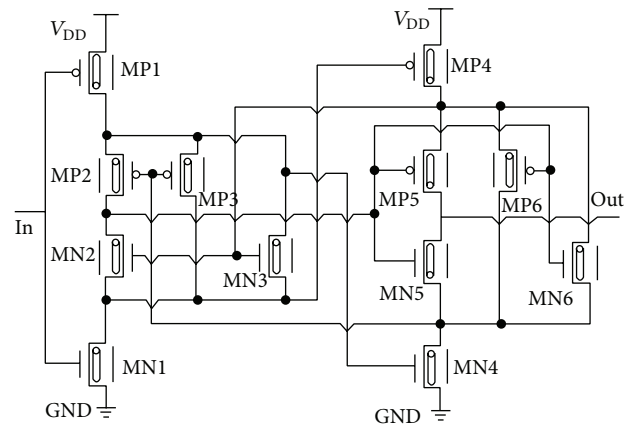 VDD
VDD
MP1
MP4
MP2
MP3
MP5
MP6
Out
In
MN2
MN3
MN5
MN6
MN1
MN4
GND
GND